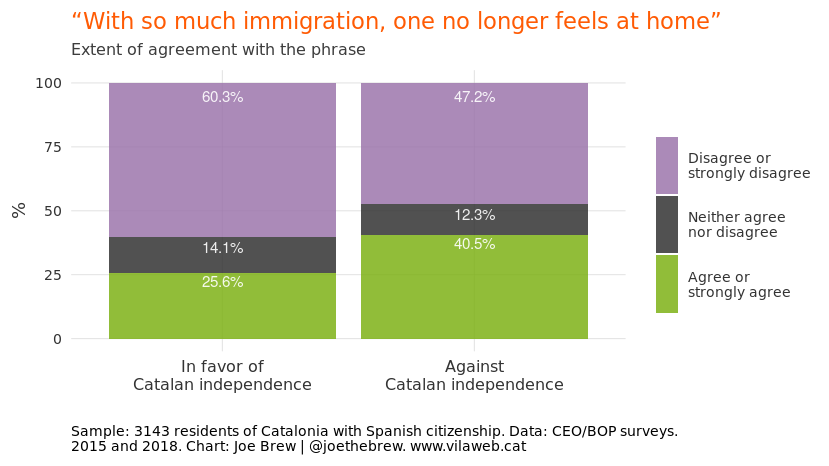 “With so much immigration, one no longer feels at home”
Extent of agreement with the phrase
100
75
50
25
0
%
60.3%
14.1%
25.6%
47.2%
12.3%
40.5%
In favor of
Catalan independence
Against
Catalan independence
Disagree or
strongly disagree
Neither agree
nor disagree
Agree or
strongly agree
Sample: 3143 residents of Catalonia with Spanish citizenship. Data: CEO/BOP surveys.
2015 and 2018. Chart: Joe Brew | @joethebrew. www.vilaweb.cat